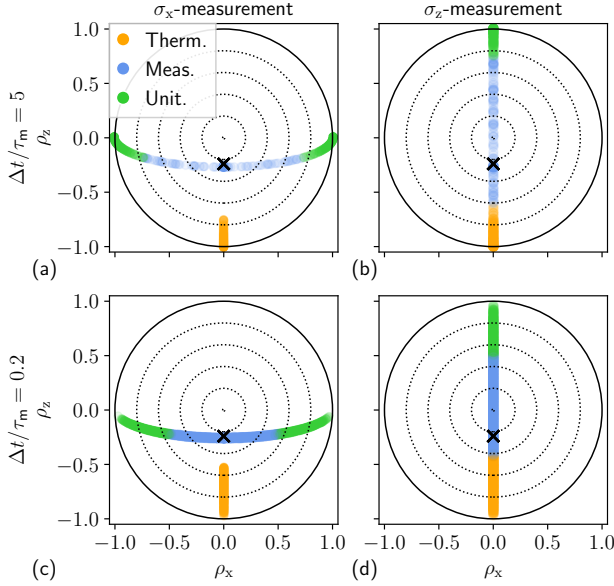 σx-measurement
σz-measurement
Therm.
Meas.
Unit.
Δt/τm = 5
ρz
1.0
0.5
0.0
−0.5
−1.0
(a)
(b)
Δt/τm = 0.2
ρz
1.0
0.5
0.0
−0.5
−1.0
(c)
−1.0 −0.5 0.0 0.5 1.0
ρx
(d)
−1.0 −0.5 0.0 0.5 1.0
ρx